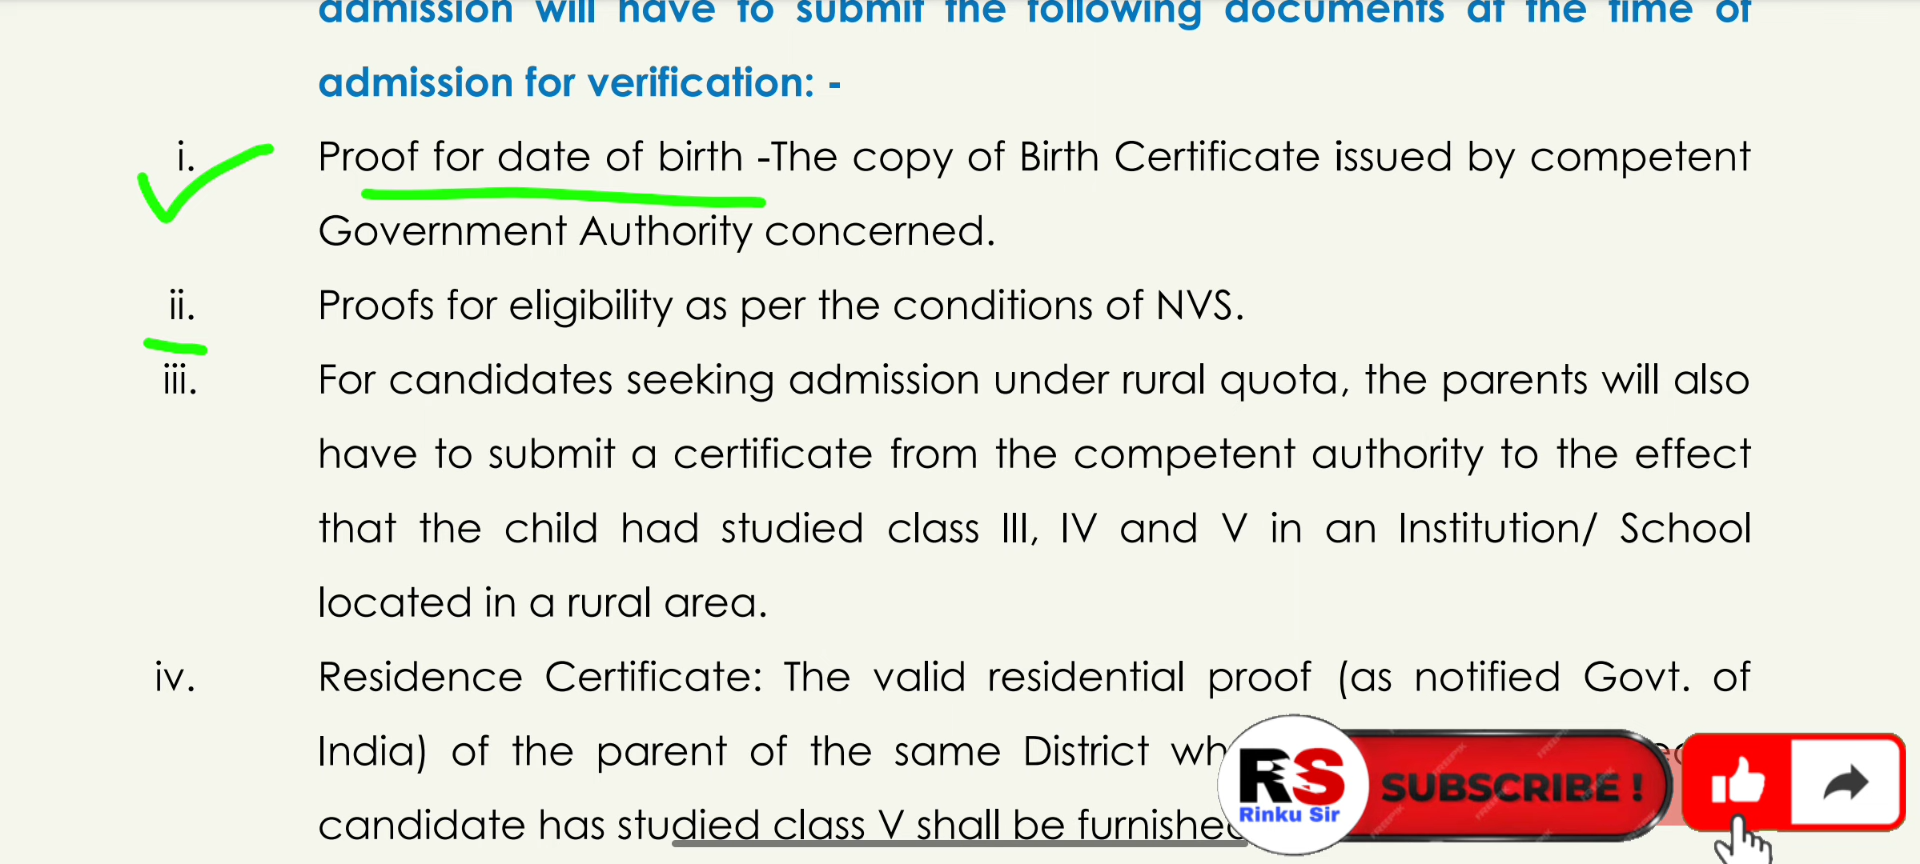 admission will have to submit the following documents at the time of
admission for verification: -
i. Proof for date of birth -The copy of Birth Certificate issued by competent
Government Authority concerned.
ii. Proofs for eligibility as per the conditions of NVS.
iii. For candidates seeking admission under rural quota, the parents will also
have to submit a certificate from the competent authority to the effect
that the child had studied class III, IV and V in an Institution/ School
located in a rural area.
iv. Residence Certificate: The valid residential proof (as notified Govt. of
India) of the parent of the same District
candidate has studied class V shall be furnished
RS
Rinku Sir
SUBSCRIBE !